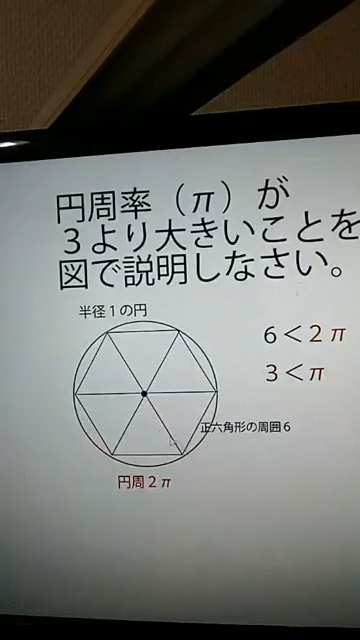 円周率（π）が
３より大きいことを
図で説明しなさい。
半径１の円
６＜２π
３＜π
正六角形の周囲６
円周２π